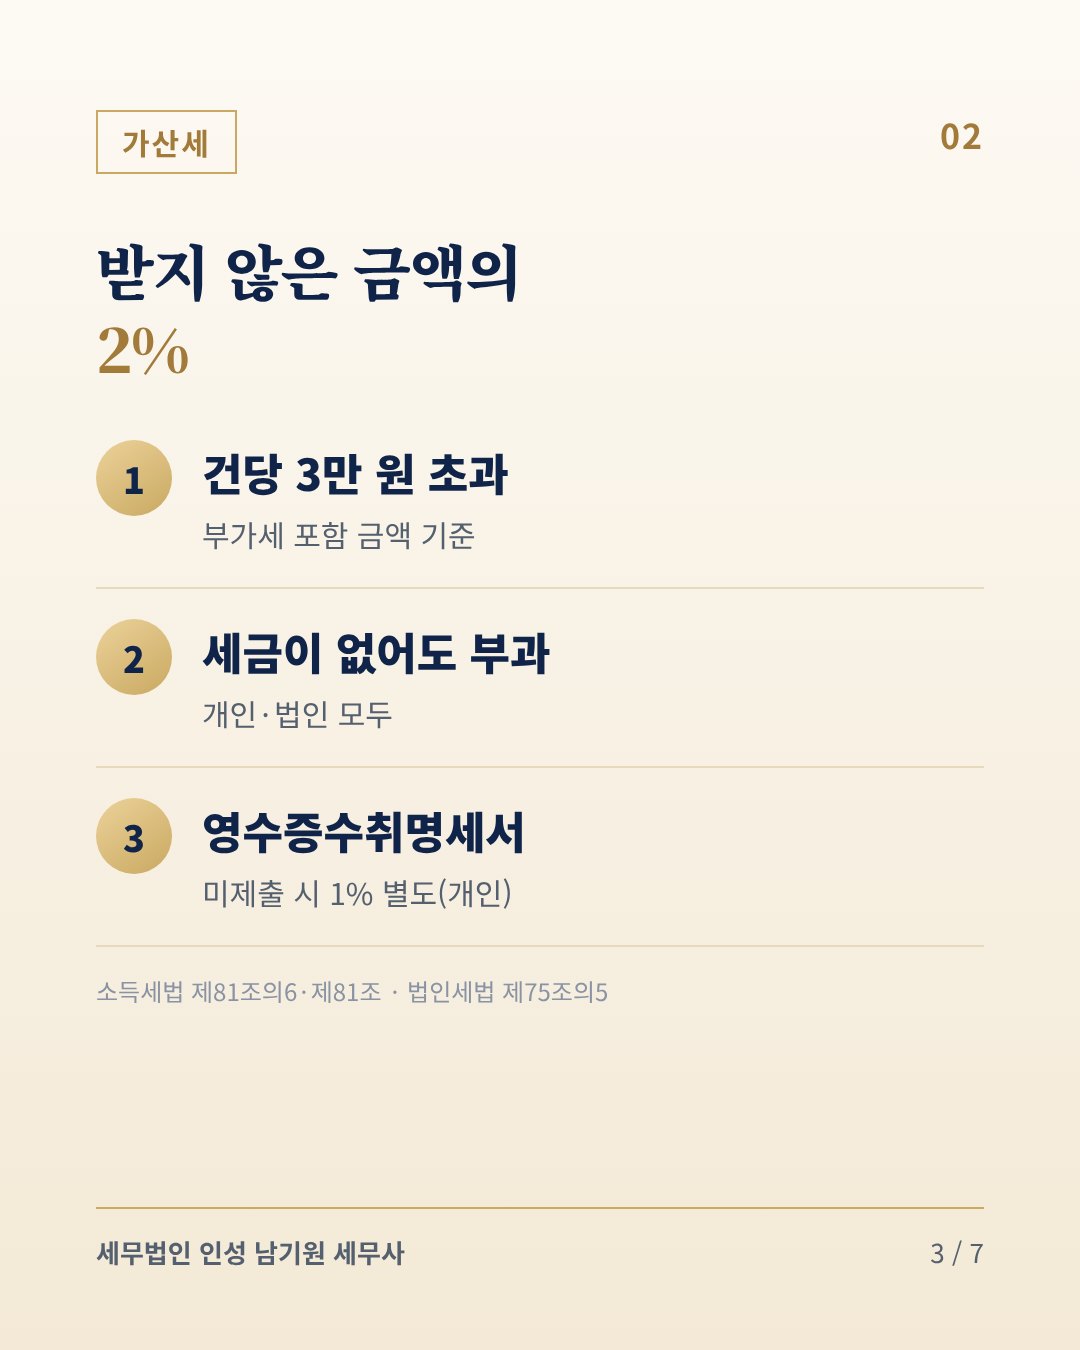 가산세
02
받지 않은 금액의
2%
1
건당 3만 원 초과
부가세 포함 금액 기준
2
세금이 없어도 부과
개인·법인 모두
3
영수증수취명세서
미제출 시 1% 별도(개인)
소득세법 제81조의6·제81조 · 법인세법 제75조의5
세무법인 인성 남기원 세무사
3 / 7